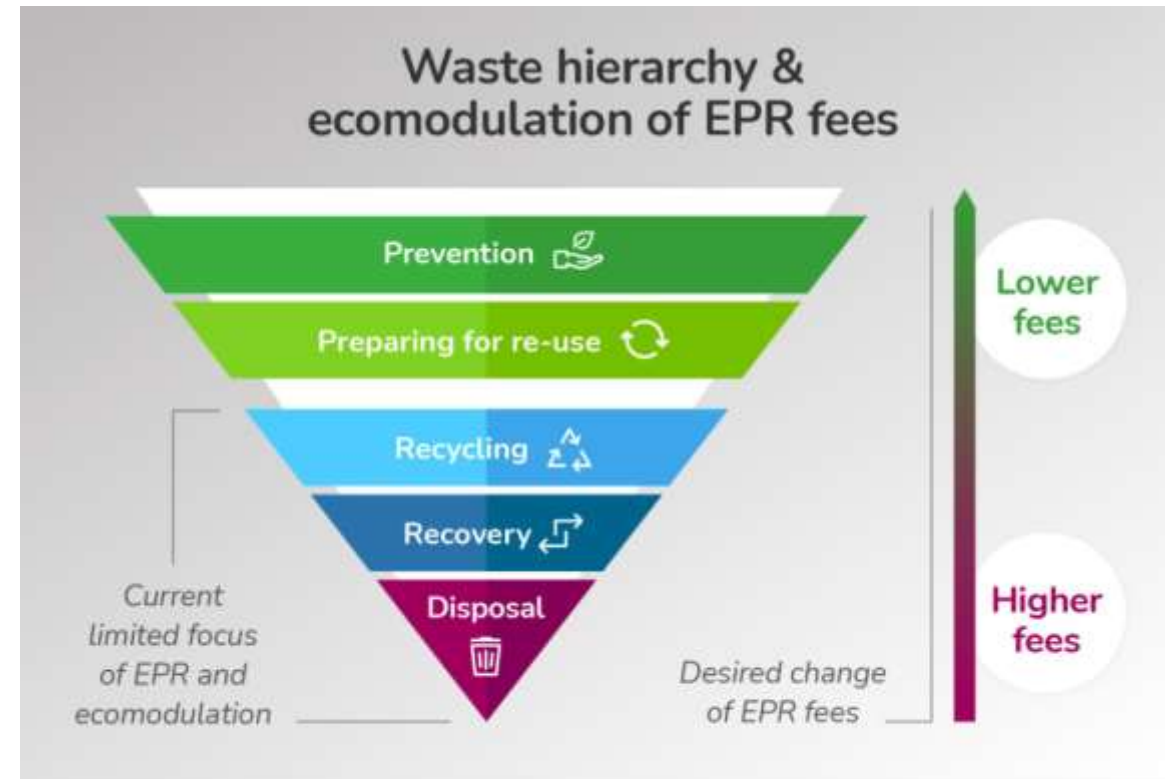 Waste hierarchy &
ecomodulation of EPR fees
Prevention
Preparing for re-use
Recycling
Recovery
Disposal
Current
limited focus
of EPR and
ecomodulation
Desired change
of EPR fees
Lower
fees
Higher
fees